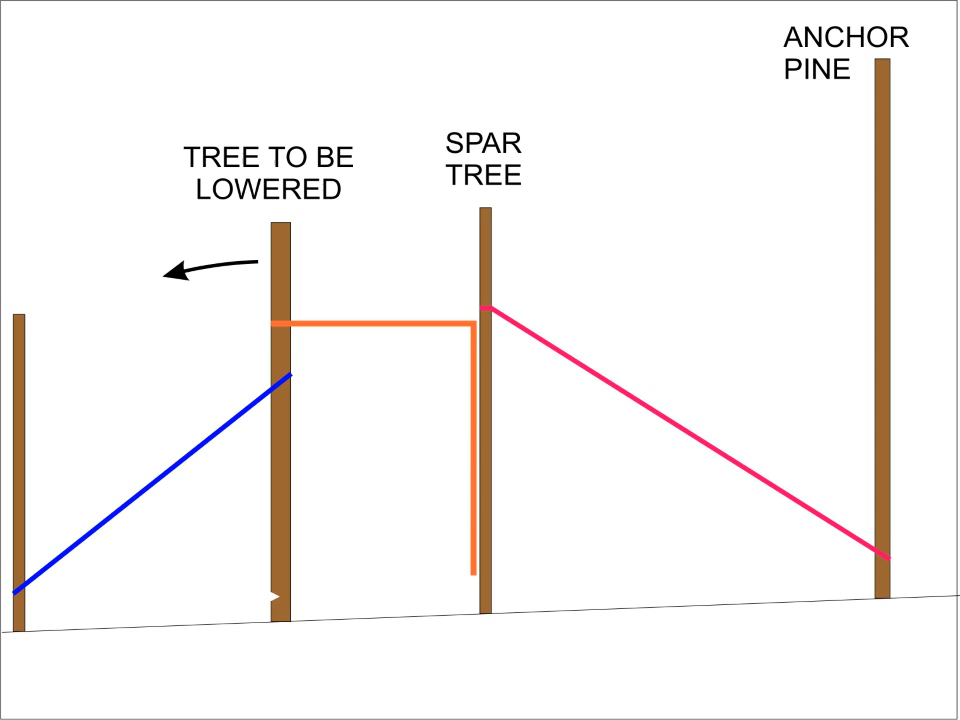 ANCHOR
PINE
SPAR
TREE
TREE TO BE
LOWERED